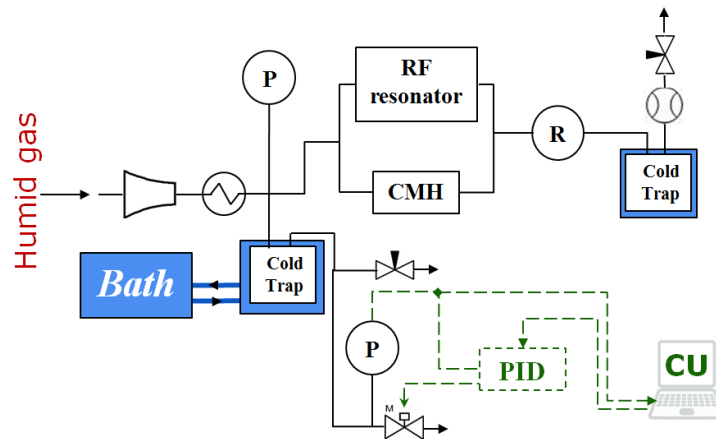 P
RF
resonator
R
Cold
Trap
CMH
Humid gas
Cold
Trap
Bath
P
PID
CU
M